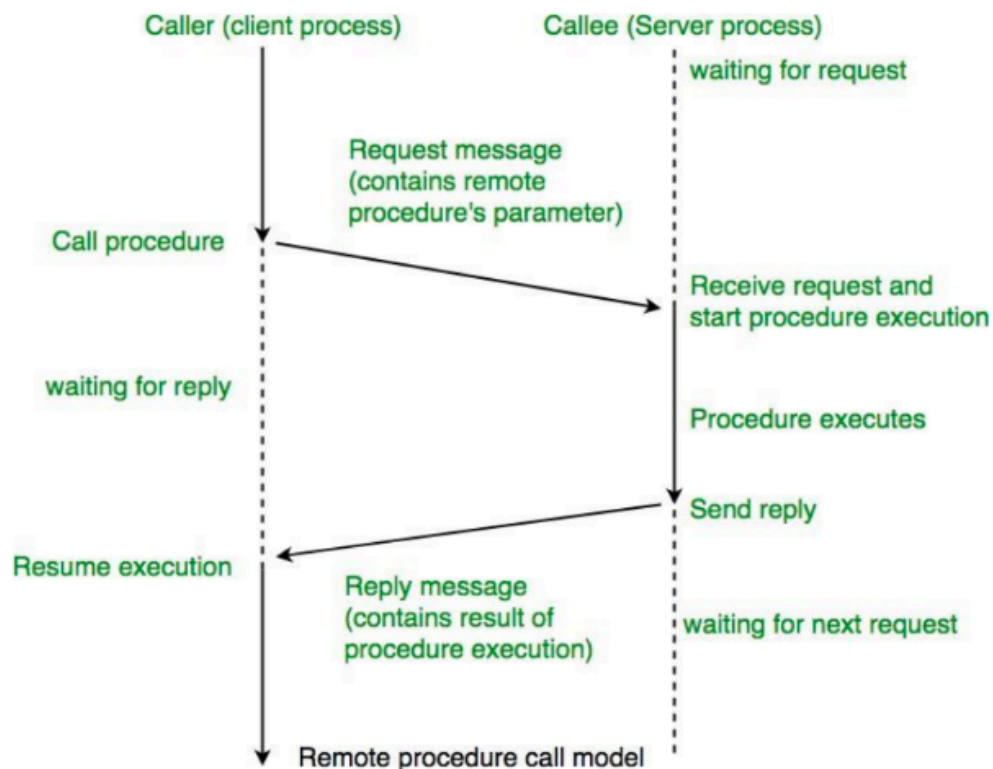 Caller (client process)
Callee (Server process)
waiting for request
Request message
(contains remote
procedure's parameter)
Call procedure
Receive request and
start procedure execution
waiting for reply
Procedure executes
Send reply
Resume execution
Reply message
(contains result of
procedure execution)
waiting for next request
Remote procedure call model